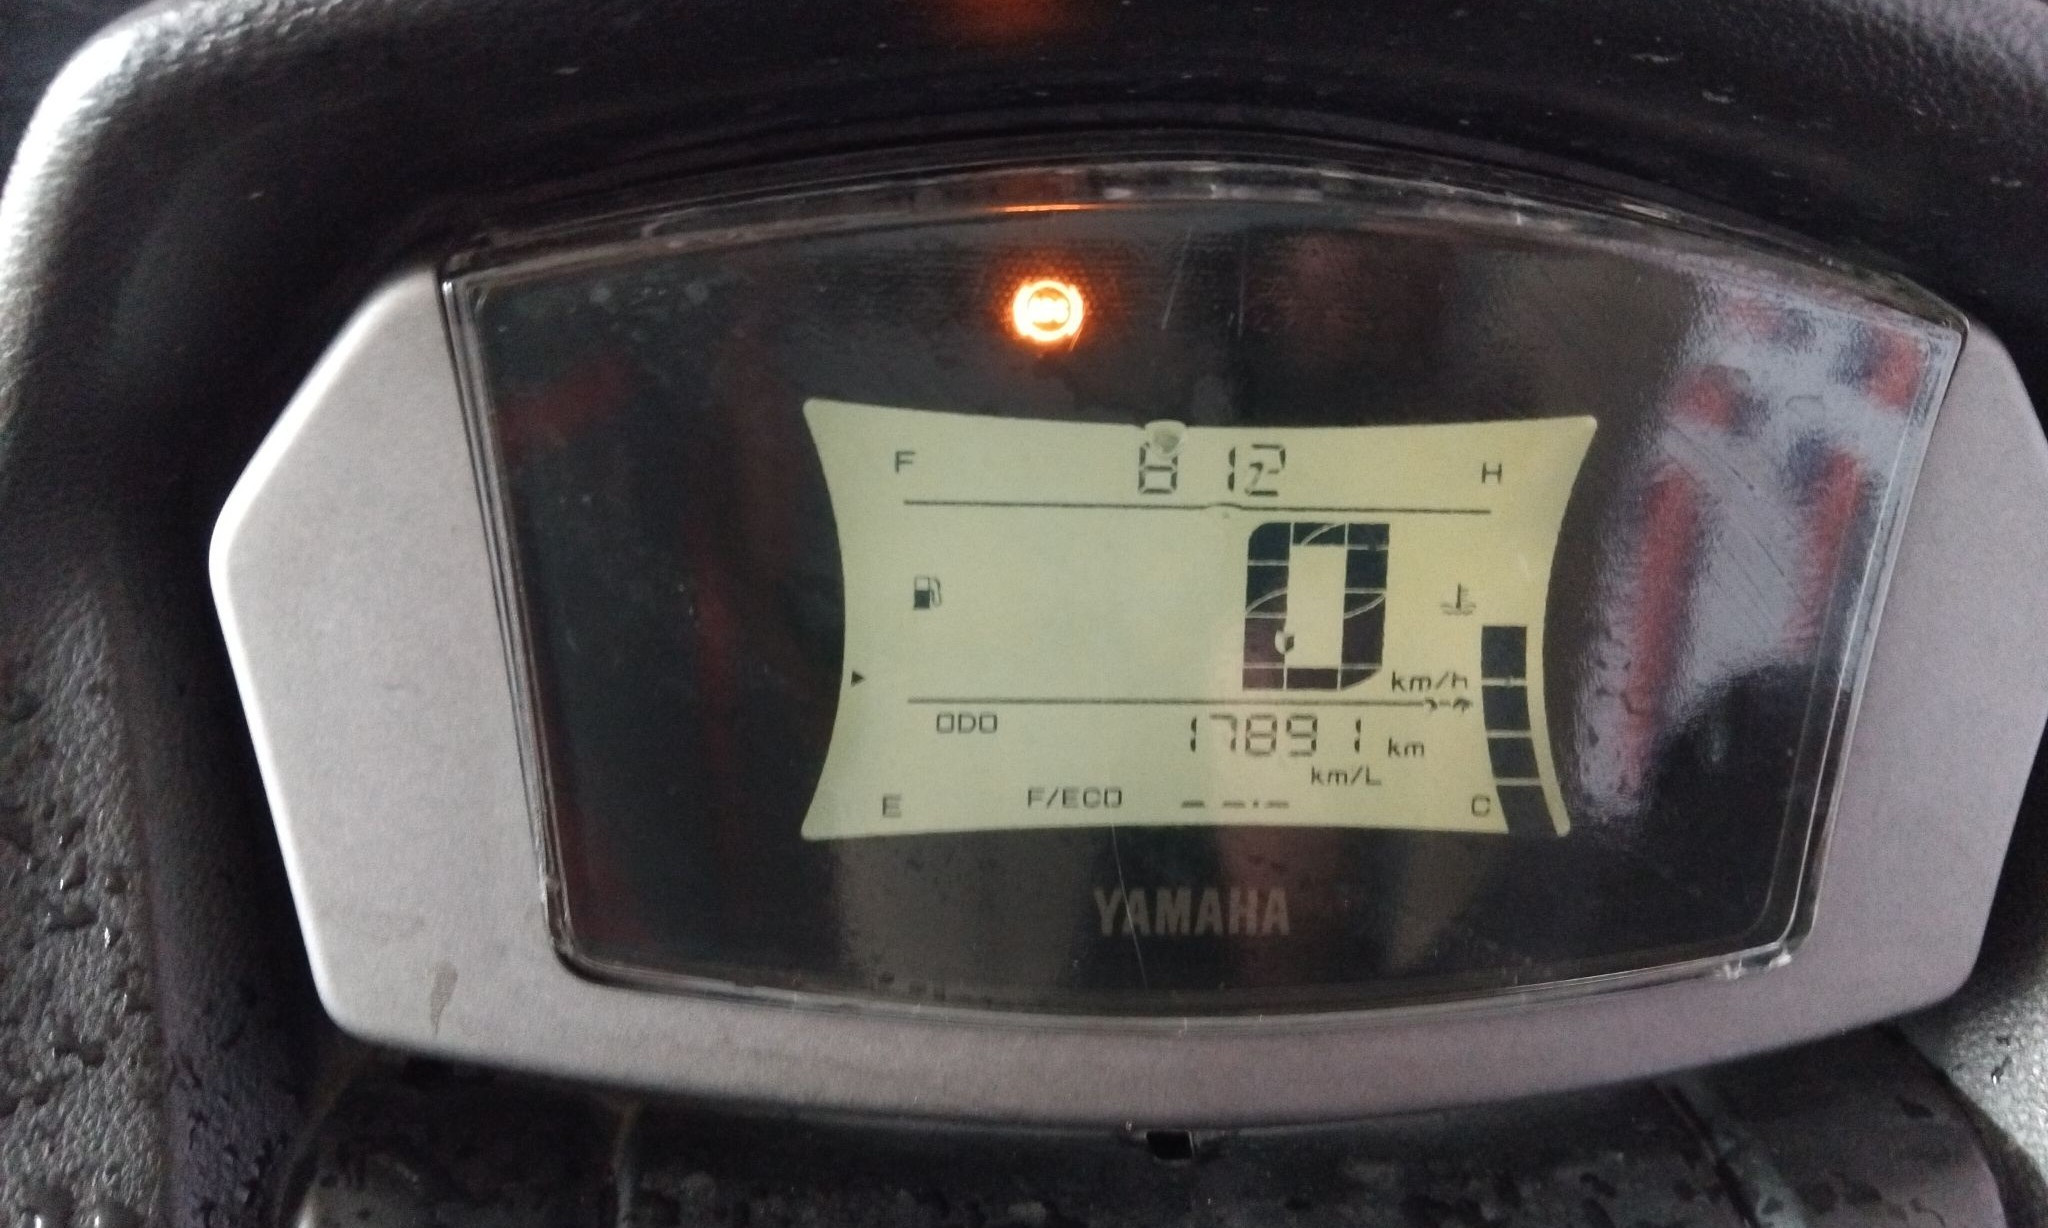 F 8 12 H
0
km/h
ODO 17891 km
km/L
E F/ECO --.- C
YAMAHA